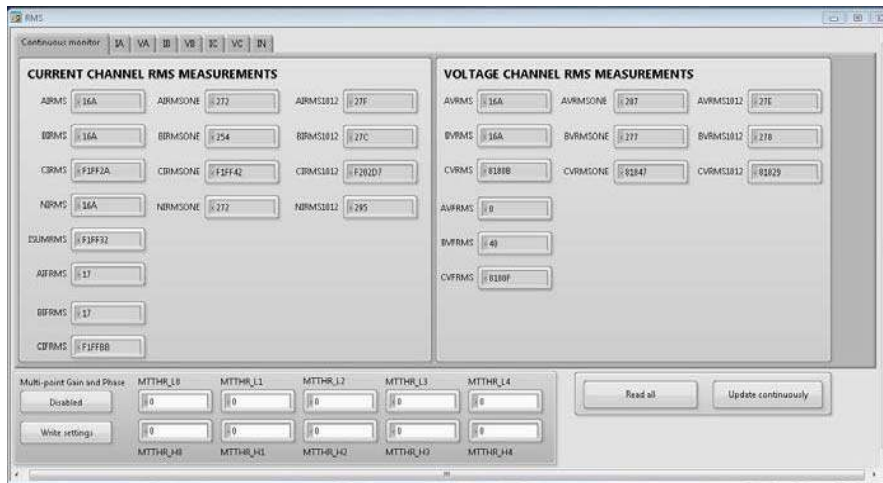 RMS
Continuous monitor IA VA IB VB IC VC IN
CURRENT CHANNEL RMS MEASUREMENTS
AIRMS 16A AIRMSONE 272 AIRMS1012 27F
BIRMS 16A BIRMSONE 254 BIRMS1012 27C
CIRMS F1FF2A CIRMSONE F1FF42 CIRMS1012 F202D7
NIRMS 16A NIRMSONE 272 NIRMS1012 295
ISUMRMS F1FF32
AIFRMS 17
BIFRMS 17
CIFRMS F1FFBB
VOLTAGE CHANNEL RMS MEASUREMENTS
AVRMS 16A AVRMSONE 287 AVRMS1012 27E
BVRMS 16A BVRMSONE 277 BVRMS1012 278
CVRMS 8180B CVRMSONE 81847 CVRMS1012 81829
AVFRMS 0
BVFRMS 40
CVFRMS 8180F
Multi-point Gain and Phase MTTHR_L0 MTTHR_L1 MTTHR_L2 MTTHR_L3 MTTHR_L4
Disabled 0 0 0 0 0
Write settings 0 0 0 0 0
MTTHR_H0 MTTHR_H1 MTTHR_H2 MTTHR_H3 MTTHR_H4
Read all Update continuously